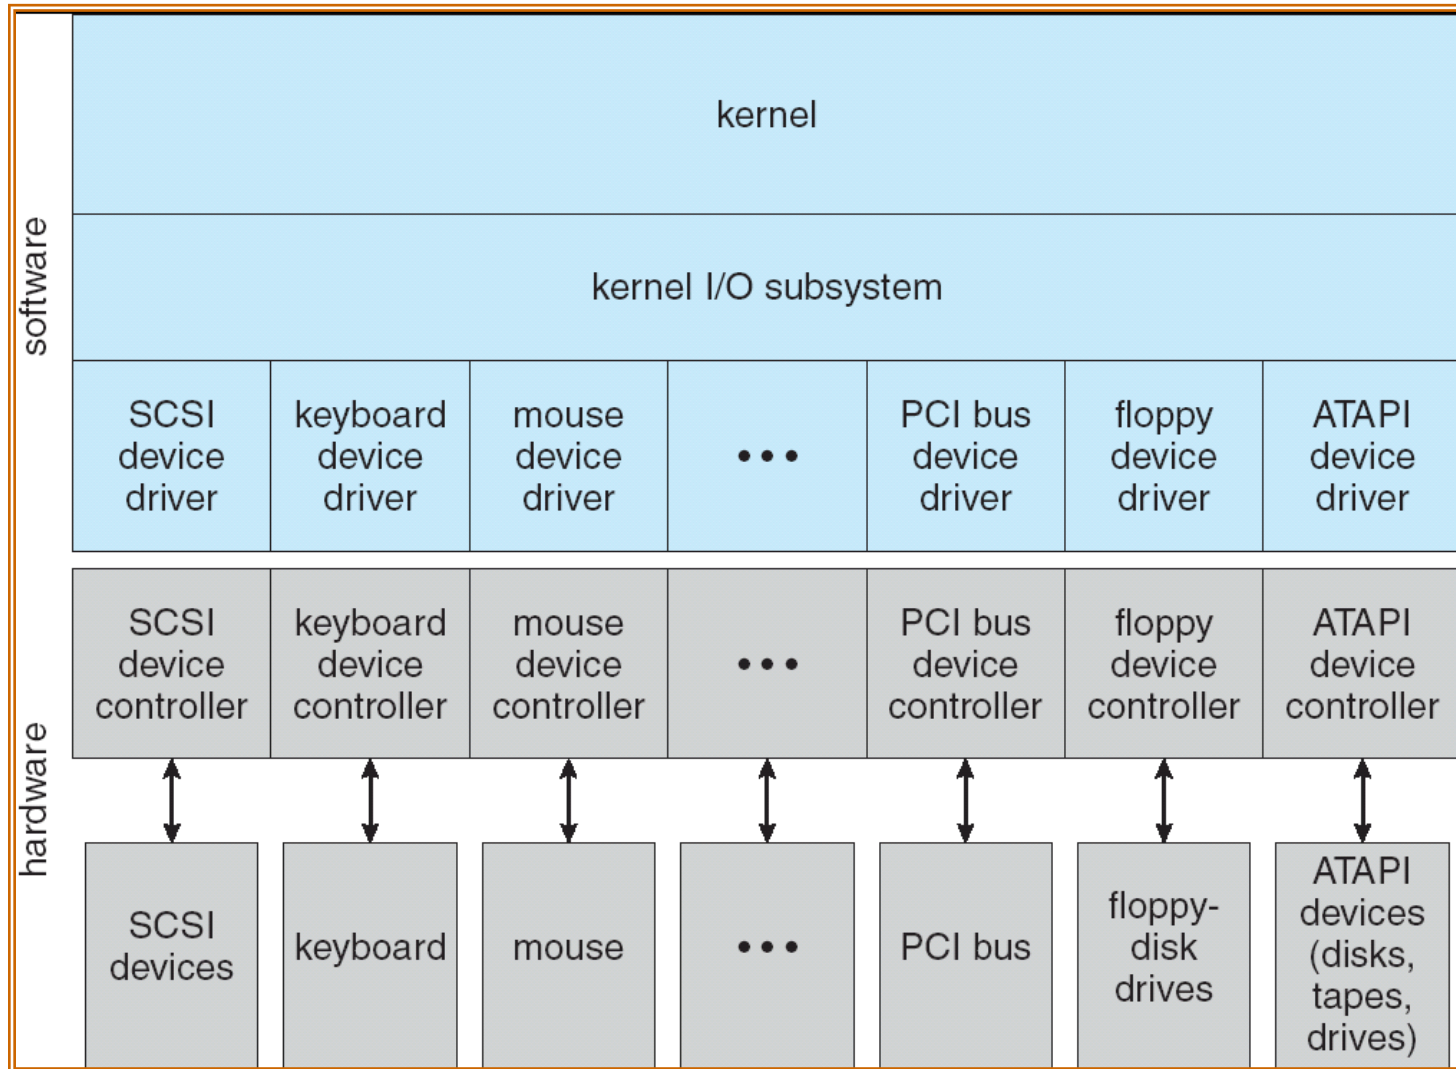 software
kernel
kernel I/O subsystem
SCSI
device
driver
keyboard
device
driver
mouse
device
driver
•••
PCI bus
device
driver
floppy
device
driver
ATAPI
device
driver
hardware
SCSI
device
controller
keyboard
device
controller
mouse
device
controller
•••
PCI bus
device
controller
floppy
device
controller
ATAPI
device
controller
SCSI
devices
keyboard
mouse
•••
PCI bus
floppy-
disk
drives
ATAPI
devices
(disks,
tapes,
drives)